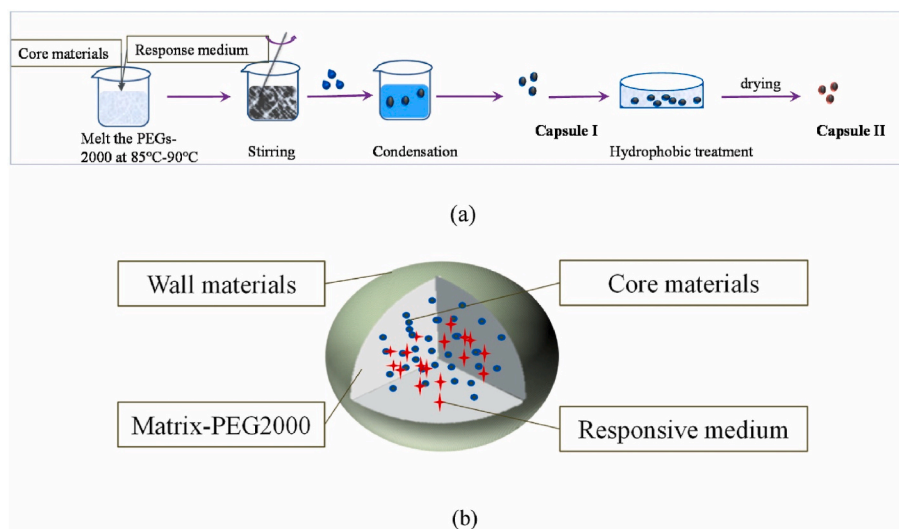 Core materials
Response medium
drying
Melt the PEGs-
2000 at 85°C-90°C
Stirring
Condensation
Capsule I
Hydrophobic treatment
Capsule II
(a)
Wall materials
Core materials
Matrix-PEG2000
Responsive medium
(b)